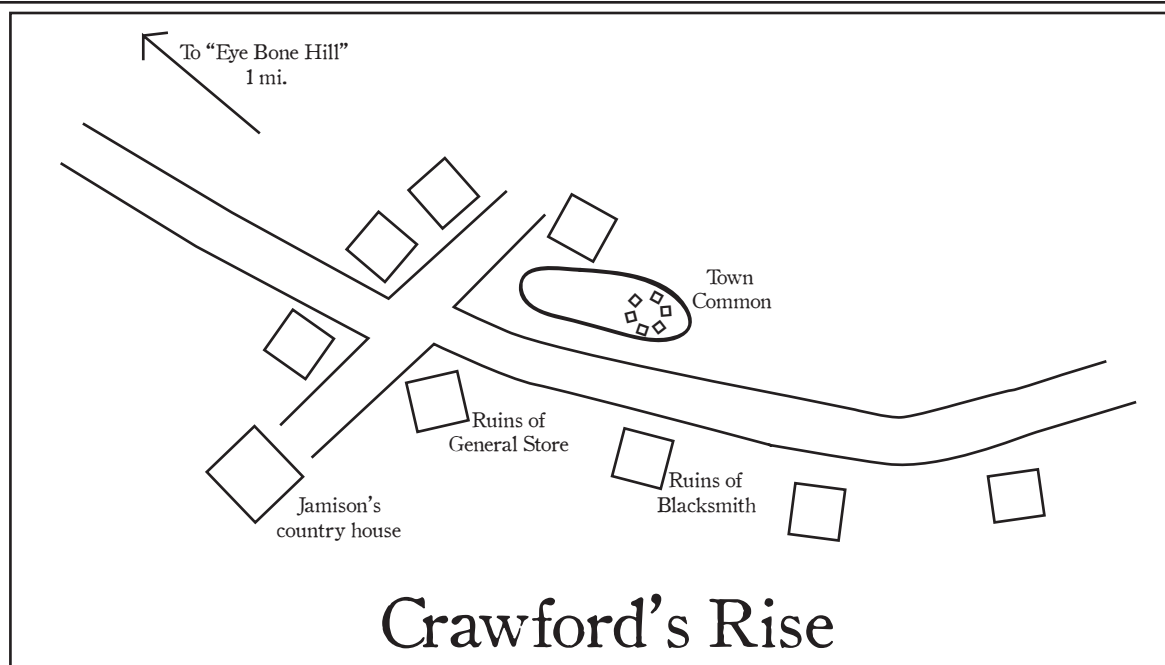 To “Eye Bone Hill”
1 mi.
Town
Common
Ruins of
General Store
Ruins of
Blacksmith
Jamison’s
country house
Crawford’s Rise